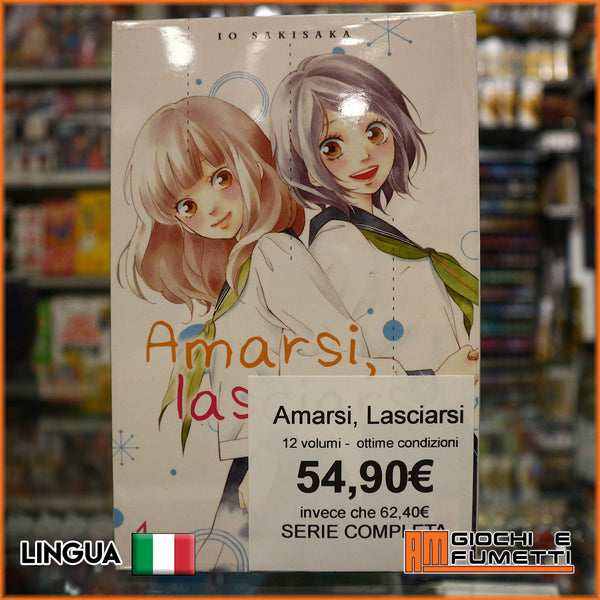 IO SAKISAKA
Amarsi,
las
Amarsi, Lasciarsi
12 volumi - ottime condizioni
54,90€
invece che 62,40€
SERIE COMPLETA
LINGUA
AM GIOCHI E
FUMETTI